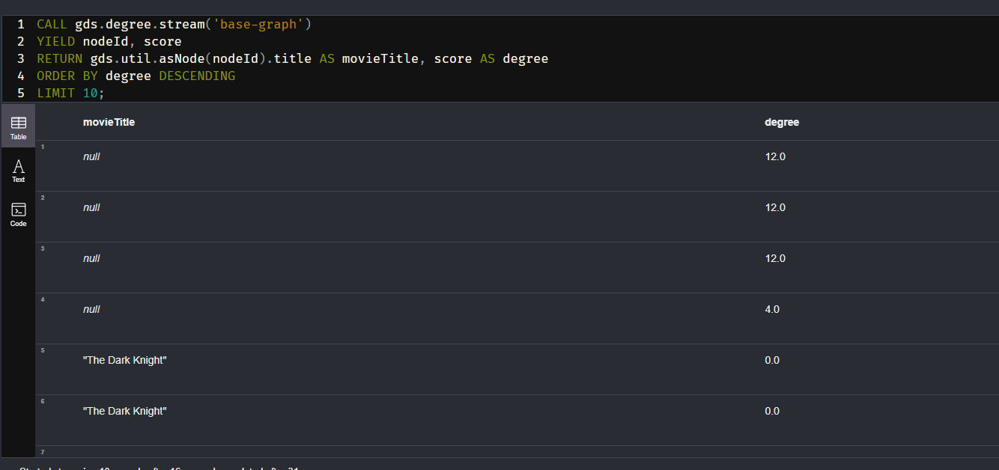 1 CALL gds.degree.stream('base-graph')
2 YIELD nodeId, score
3 RETURN gds.util.asNode(nodeId).title AS movieTitle, score AS degree
4 ORDER BY degree DESCENDING
5 LIMIT 10;
Table
Text
Code
movieTitle degree
1 null 12.0
2 null 12.0
3 null 12.0
4 null 4.0
5 "The Dark Knight" 0.0
6 "The Dark Knight" 0.0
7